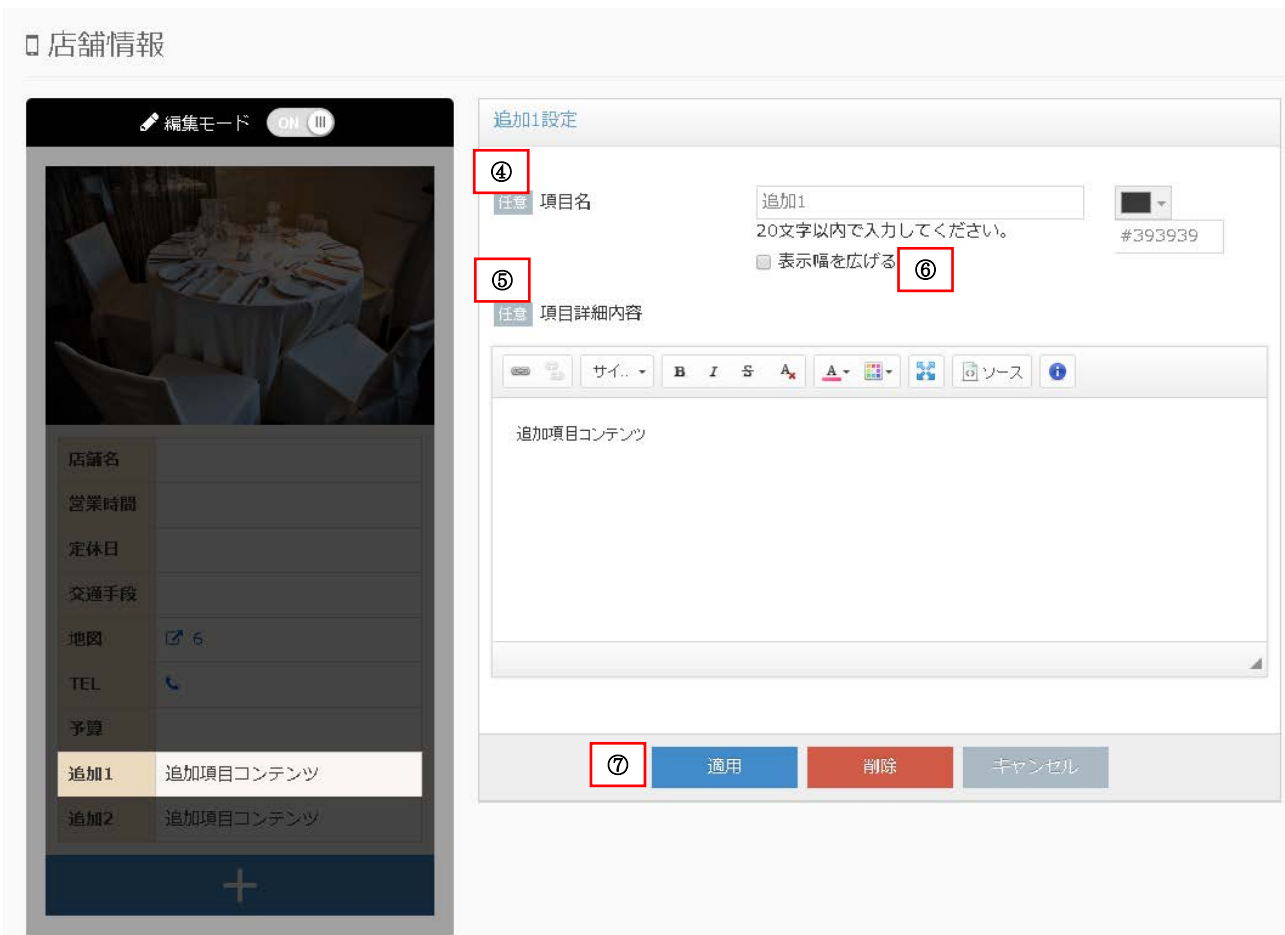 店舗情報
編集モード ON
店舗名
営業時間
定休日
交通手段
地図 6
TEL
予算
追加1 追加項目コンテンツ
追加2 追加項目コンテンツ
追加1設定
④
任意 項目名 追加1
20文字以内で入力してください。 #393939
表示幅を広げる ⑥
⑤
任意 項目詳細内容
サイ.. B I S A A ソース
追加項目コンテンツ
⑦ 適用 削除 キャンセル